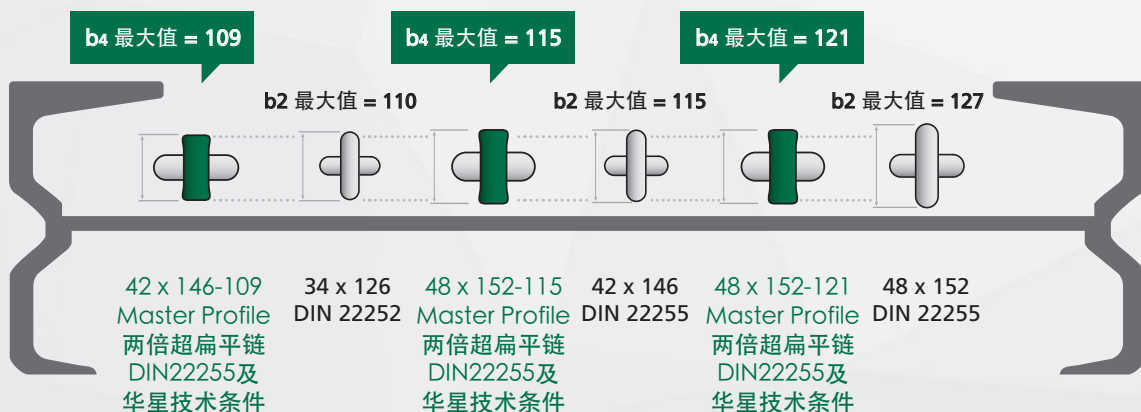 b4 最大值 = 109
b4 最大值 = 115
b4 最大值 = 121
b2 最大值 = 110
b2 最大值 = 115
b2 最大值 = 127
42 x 146-109
Master Profile
两倍超扁平链
DIN22255及
华星技术条件
34 x 126
DIN 22252
48 x 152-115
Master Profile
两倍超扁平链
DIN22255及
华星技术条件
42 x 146
DIN 22255
48 x 152-121
Master Profile
两倍超扁平链
DIN22255及
华星技术条件
48 x 152
DIN 22255